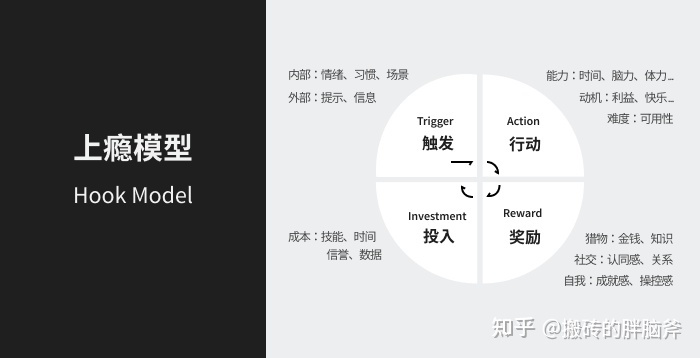 上瘾模型
Hook Model
内部：情绪、习惯、场景
外部：提示、信息
能力：时间、脑力、体力...
动机：利益、快乐...
难度：可用性
Trigger
触发
Action
行动
Investment
投入
Reward
奖励
成本：技能、时间
信誉、数据
猎物：金钱、知识
社交：认同感、关系
自我：成就感、操控感
知乎 @搬砖的胖脑斧